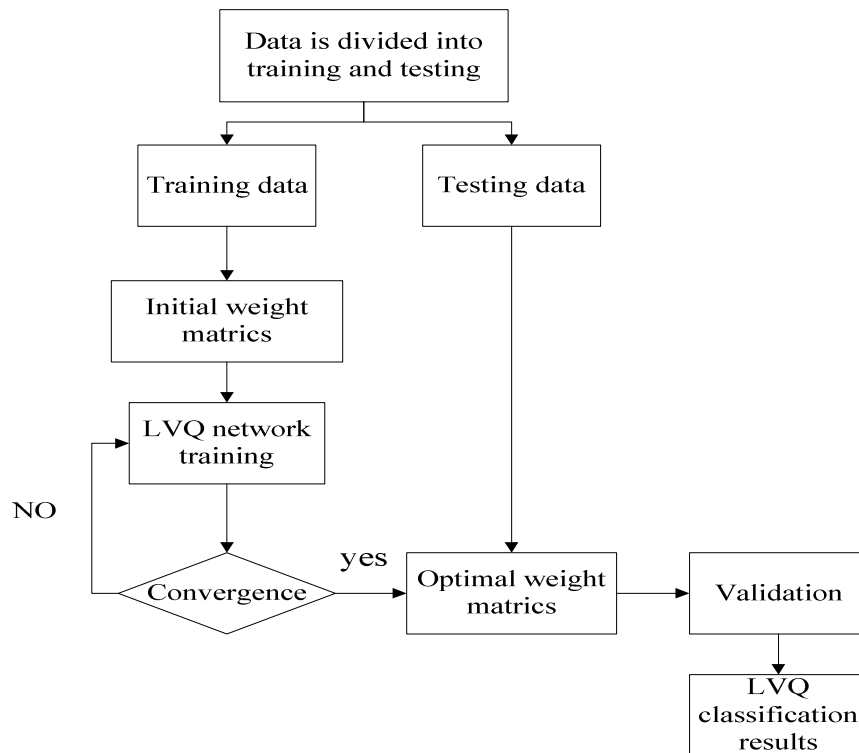 Data is divided into
training and testing
Training data
Testing data
Initial weight
matrics
LVQ network
training
NO
Convergence
yes
Optimal weight
matrics
Validation
LVQ
classification
results